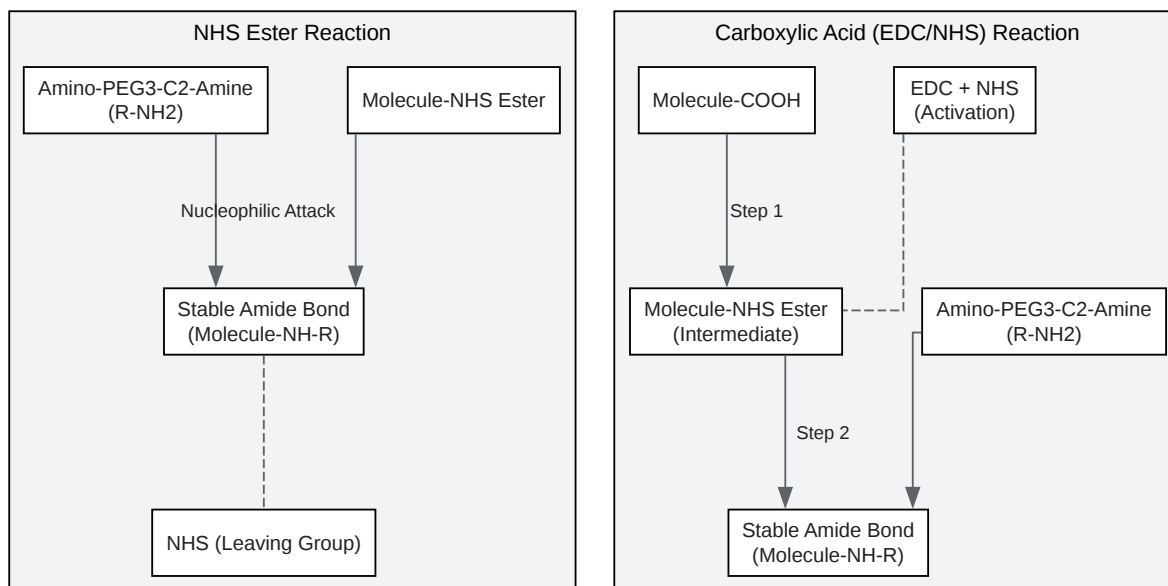 NHS Ester Reaction
Amino-PEG3-C2-Amine
(R-NH2)
Molecule-NHS Ester
Nucleophilic Attack
Stable Amide Bond
(Molecule-NH-R)
NHS (Leaving Group)
Carboxylic Acid (EDC/NHS) Reaction
Molecule-COOH
EDC + NHS
(Activation)
Step 1
Molecule-NHS Ester
(Intermediate)
Amino-PEG3-C2-Amine
(R-NH2)
Step 2
Stable Amide Bond
(Molecule-NH-R)